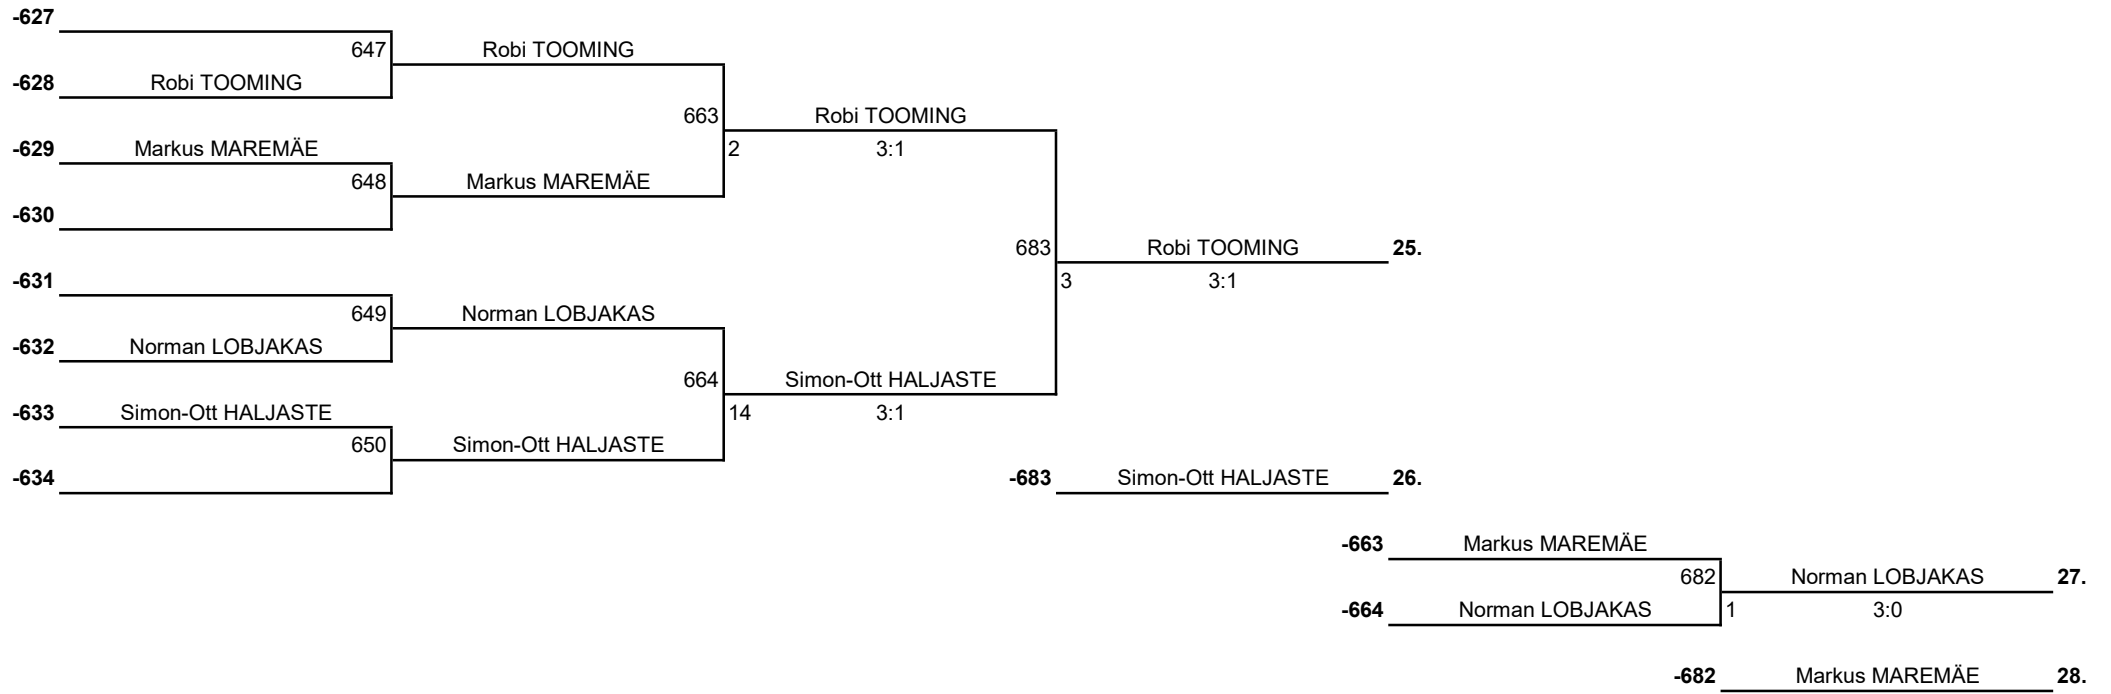 -627
647 Robi TOOMING
-628 Robi TOOMING
663 Robi TOOMING
-629 Markus MAREMÄE 2 3:1
648 Markus MAREMÄE
-630
683 Robi TOOMING 25.
-631 3 3:1
649 Norman LOBJAKAS
-632 Norman LOBJAKAS
664 Simon-Ott HALJASTE
-633 Simon-Ott HALJASTE 14 3:1
650 Simon-Ott HALJASTE
-634 -683 Simon-Ott HALJASTE 26.
-663 Markus MAREMÄE
682 Norman LOBJAKAS 27.
-664 Norman LOBJAKAS 1 3:0
-682 Markus MAREMÄE 28.